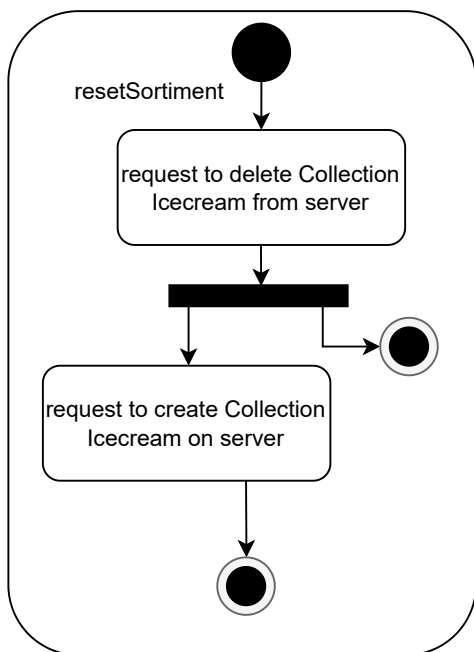 resetSortiment
request to delete Collection
Icecream from server
request to create Collection
Icecream on server